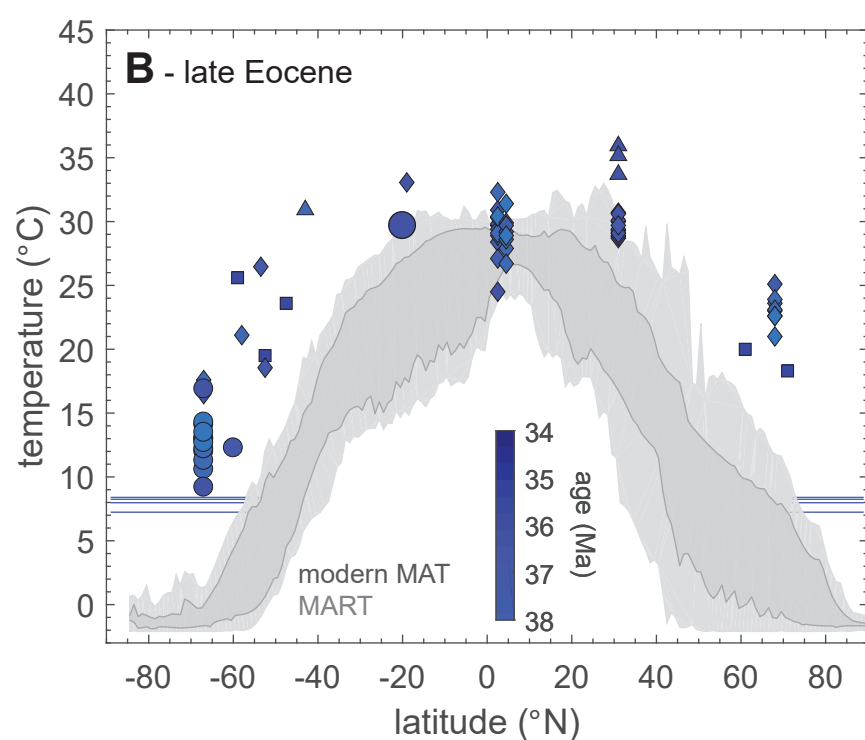 B - late Eocene
temperature (°C)
45
40
35
30
25
20
15
10
5
0
modern MAT
MART
34
35
36
37
38
age (Ma)
-80 -60 -40 -20 0 20 40 60 80
latitude (°N)